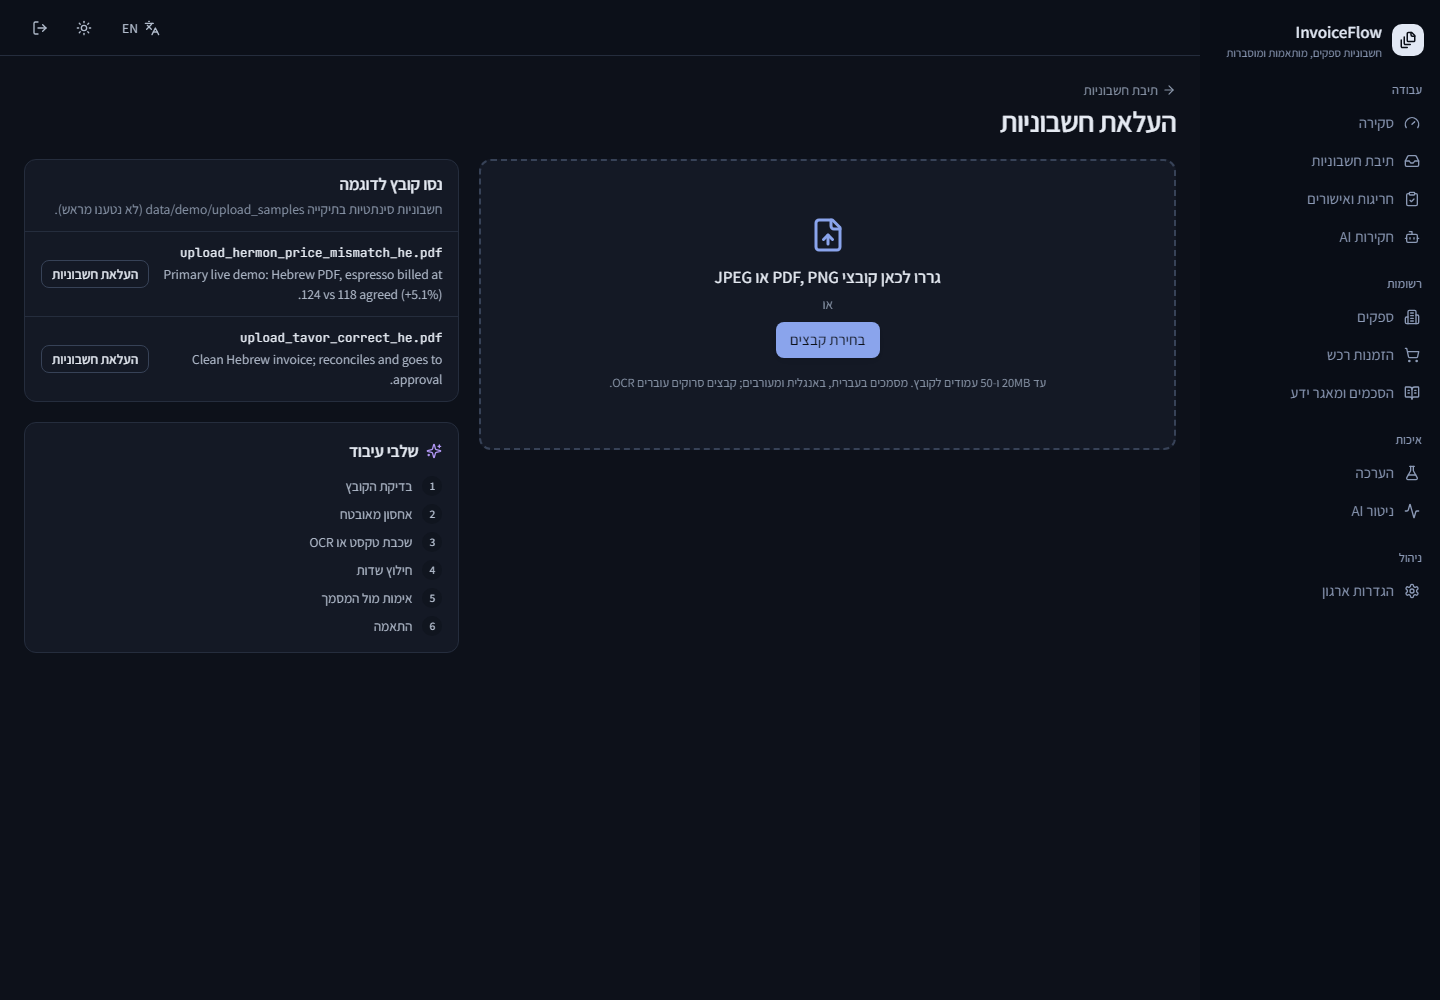 InvoiceFlow
חשבוניות ספקים, מותאמות ומוסברות
עבודה
סקירה
תיבת חשבוניות
חריגות ואישורים
חקירות AI
רשומות
ספקים
הזמנות רכש
הסכמים ומאגר ידע
איכות
הערכה
ניטור AI
ניהול
הגדרות ארגון
EN
תיבת חשבוניות
העלאת חשבוניות
גררו לכאן קובצי PDF, PNG או JPEG
או
בחירת קבצים
עד 20MB ו-50 עמודים לקובץ. מסמכים בעברית, באנגלית ומעורבים; קבצים סרוקים עוברים OCR.
נסו קובץ לדוגמה
חשבוניות סינתטיות בתיקייה data/demo/upload_samples (לא נטענו מראש).
upload_hermon_price_mismatch_he.pdf
Primary live demo: Hebrew PDF, espresso billed at
124 vs 118 agreed (+5.1%).
העלאת חשבוניות
upload_tavor_correct_he.pdf
Clean Hebrew invoice; reconciles and goes to
approval.
העלאת חשבוניות
שלבי עיבוד
1 בדיקת הקובץ
2 אחסון מאובטח
3 שכבת טקסט או OCR
4 חילוץ שדות
5 אימות מול המסמך
6 התאמה